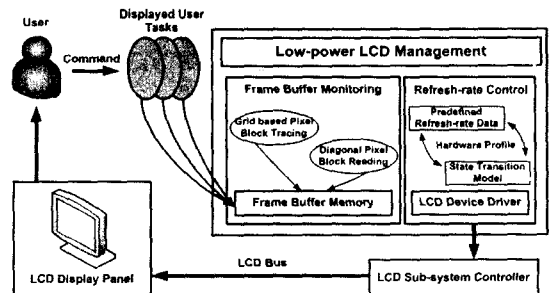 User
Displayed User
Tasks
Command
Low-power LCD Management
Frame Buffer Monitoring
Grid based Pixel
Block Tracing
Diagonal Pixel
Block Reading
Frame Buffer Memory
Refresh-rate Control
Predefined
Refresh-rate Data
Hardware Profile
State Transition
Model
LCD Device Driver
LCD Display Panel
LCD Bus
LCD Sub-system Controller